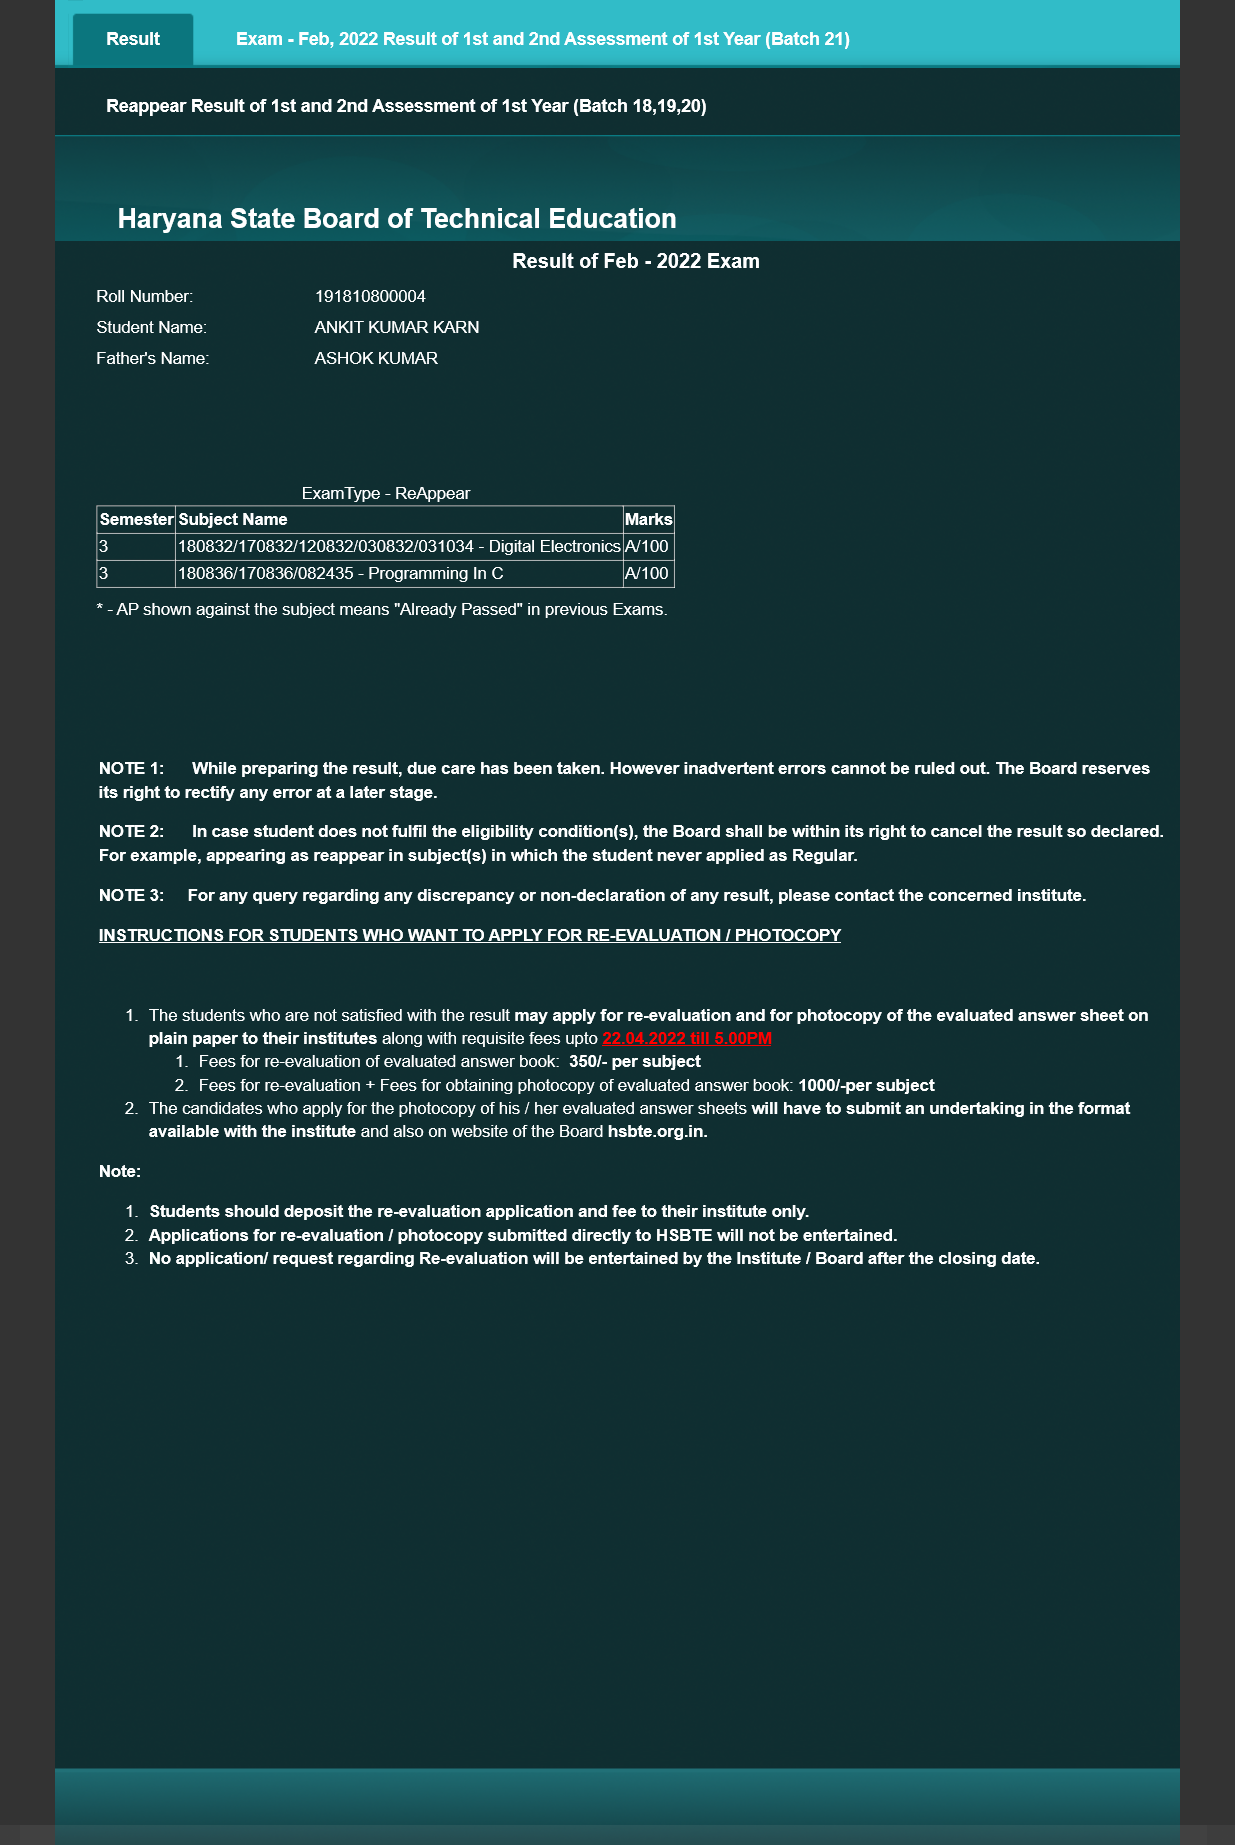 Result Exam - Feb, 2022 Result of 1st and 2nd Assessment of 1st Year (Batch 21)
Reappear Result of 1st and 2nd Assessment of 1st Year (Batch 18,19,20)
Haryana State Board of Technical Education
Result of Feb - 2022 Exam
Roll Number: 191810800004
Student Name: ANKIT KUMAR KARN
Father's Name: ASHOK KUMAR
ExamType - ReAppear
Semester Subject Name Marks
3 180832/170832/120832/030832/031034 - Digital Electronics A/100
3 180836/170836/082435 - Programming In C A/100
* - AP shown against the subject means "Already Passed" in previous Exams.
NOTE 1: While preparing the result, due care has been taken. However inadvertent errors cannot be ruled out. The Board reserves
its right to rectify any error at a later stage.
NOTE 2: In case student does not fulfil the eligibility condition(s), the Board shall be within its right to cancel the result so declared.
For example, appearing as reappear in subject(s) in which the student never applied as Regular.
NOTE 3: For any query regarding any discrepancy or non-declaration of any result, please contact the concerned institute.
INSTRUCTIONS FOR STUDENTS WHO WANT TO APPLY FOR RE-EVALUATION / PHOTOCOPY
1. The students who are not satisfied with the result may apply for re-evaluation and for photocopy of the evaluated answer sheet on
plain paper to their institutes along with requisite fees upto 22.04.2022 till 5.00PM
1. Fees for re-evaluation of evaluated answer book: 350/- per subject
2. Fees for re-evaluation + Fees for obtaining photocopy of evaluated answer book: 1000/-per subject
2. The candidates who apply for the photocopy of his / her evaluated answer sheets will have to submit an undertaking in the format
available with the institute and also on website of the Board hsbte.org.in.
Note:
1. Students should deposit the re-evaluation application and fee to their institute only.
2. Applications for re-evaluation / photocopy submitted directly to HSBTE will not be entertained.
3. No application/ request regarding Re-evaluation will be entertained by the Institute / Board after the closing date.